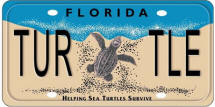 FLORIDA
TUR TLE
HELPING SEA TURTLES SURVIVE